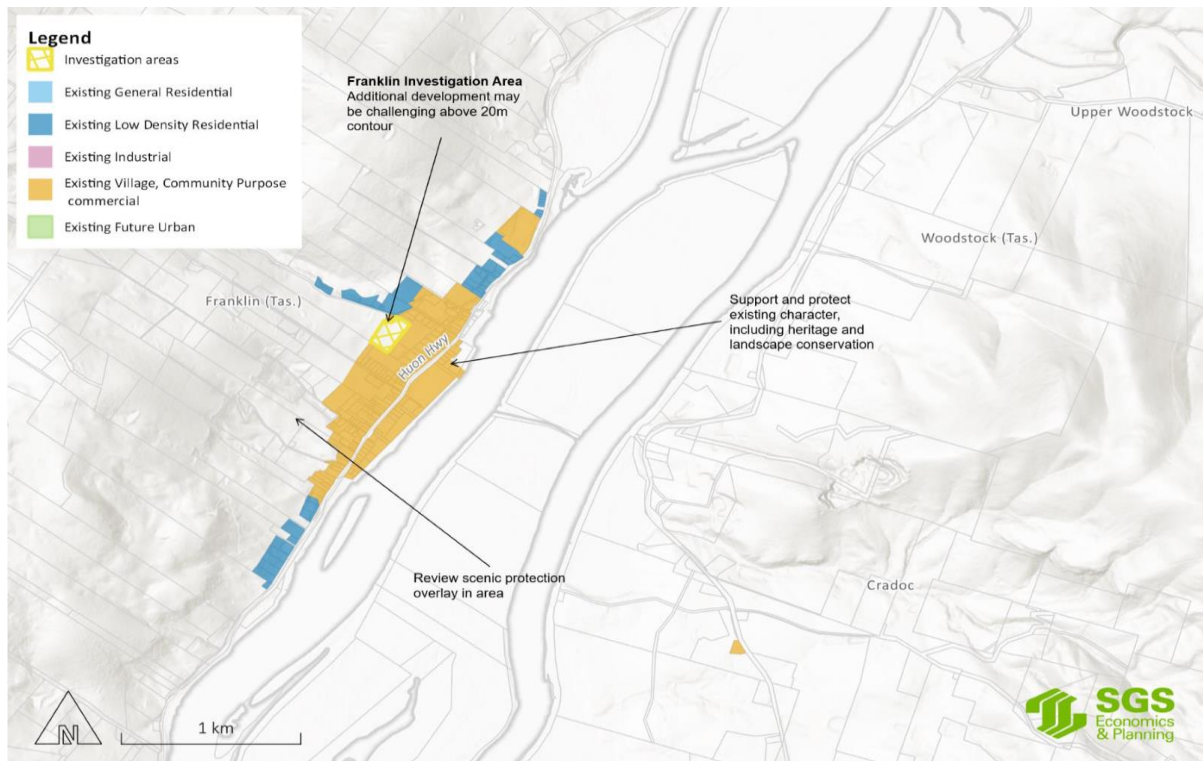 Legend
Investigation areas
Existing General Residential
Existing Low Density Residential
Existing Industrial
Existing Village, Community Purpose
commercial
Existing Future Urban
Franklin Investigation Area
Additional development may
be challenging above 20m
contour
Upper Woodstock
Woodstock (Tas.)
Franklin (Tas.)
Support and protect
existing character,
including heritage and
landscape conservation
Huon Hwy
Review scenic protection
overlay in area
Cradoc
N
1 km
SGS
Economics
& Planning